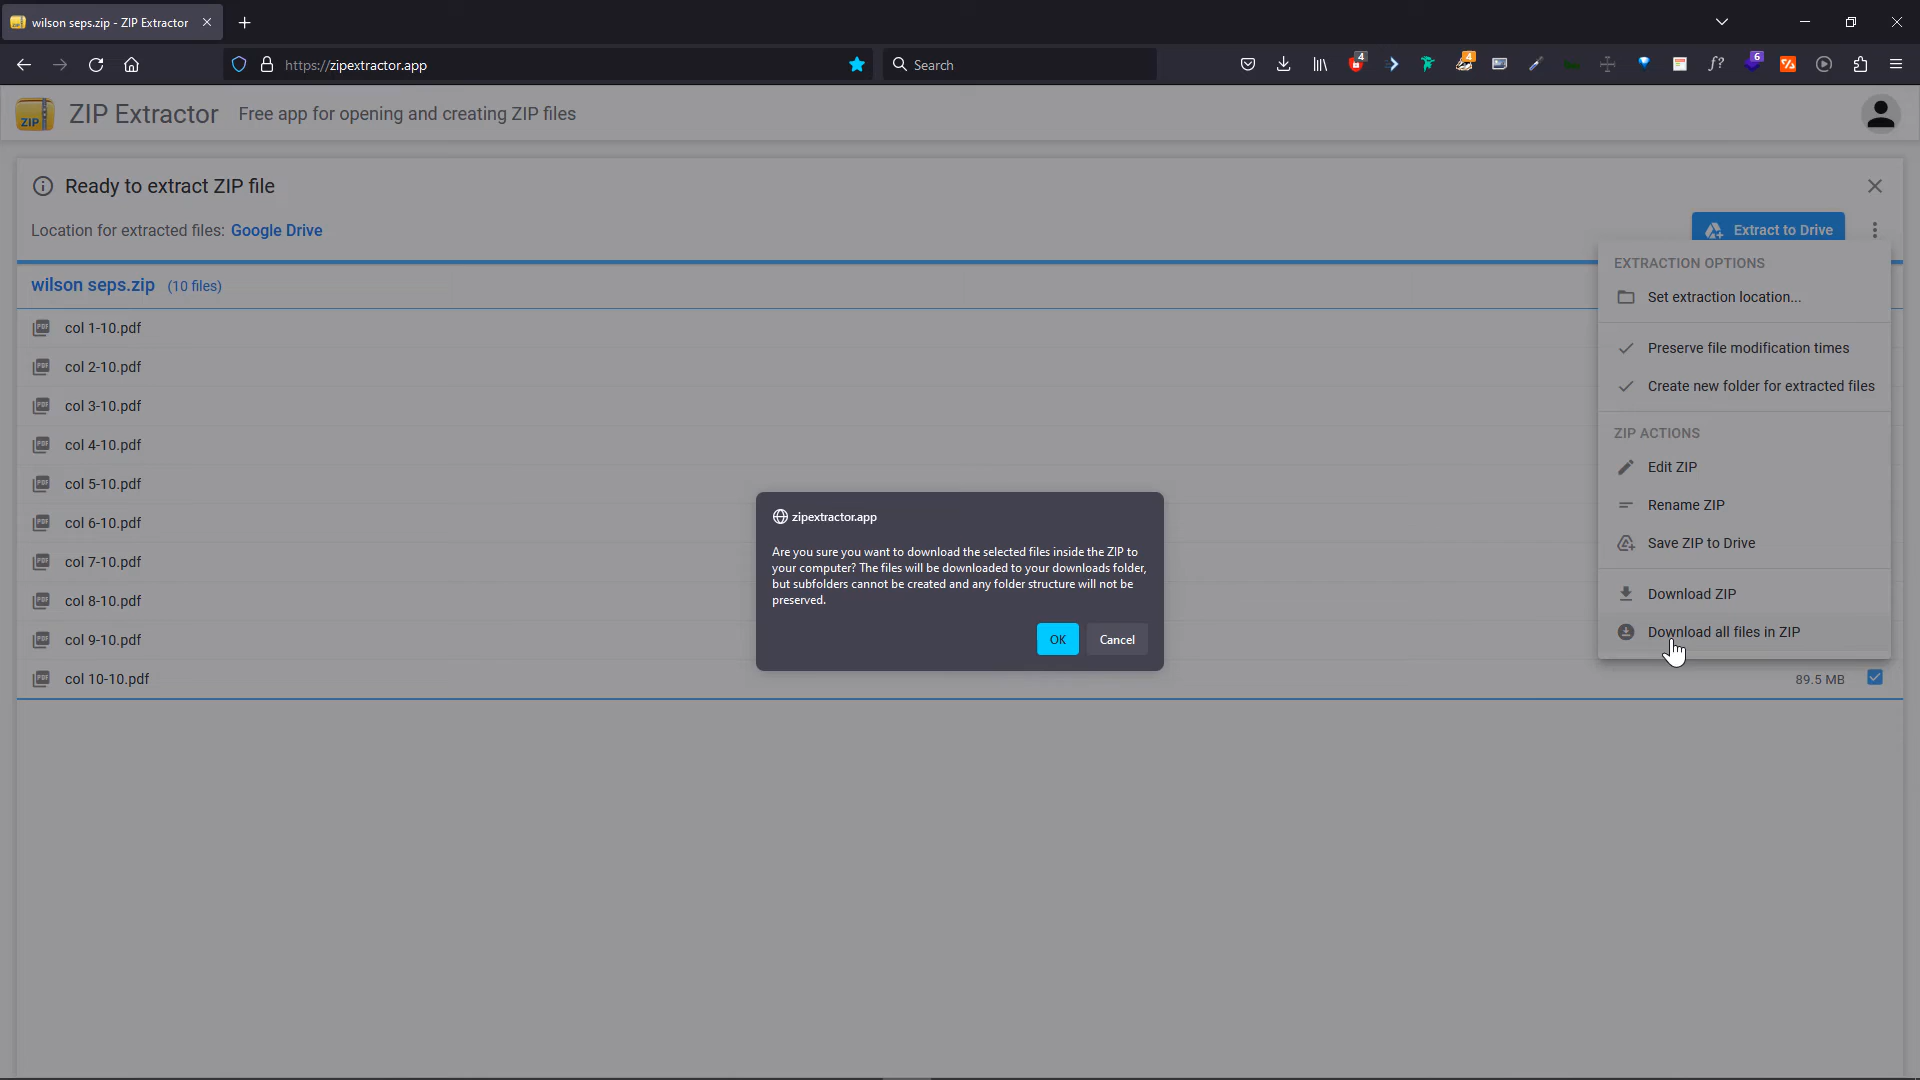 wilson seps.zip - ZIP Extractor
https://zipextractor.app
Search
4
4
6
ZIP
ZIP Extractor
Free app for opening and creating ZIP files
Ready to extract ZIP file
Location for extracted files: Google Drive
Extract to Drive
wilson seps.zip (10 files)
col 1-10.pdf
col 2-10.pdf
col 3-10.pdf
col 4-10.pdf
col 5-10.pdf
col 6-10.pdf
col 7-10.pdf
col 8-10.pdf
col 9-10.pdf
col 10-10.pdf
89.5 MB
EXTRACTION OPTIONS
Set extraction location...
Preserve file modification times
Create new folder for extracted files
ZIP ACTIONS
Edit ZIP
Rename ZIP
Save ZIP to Drive
Download ZIP
Download all files in ZIP
zipextractor.app
Are you sure you want to download the selected files inside the ZIP to
your computer? The files will be downloaded to your downloads folder,
but subfolders cannot be created and any folder structure will not be
preserved.
OK
Cancel